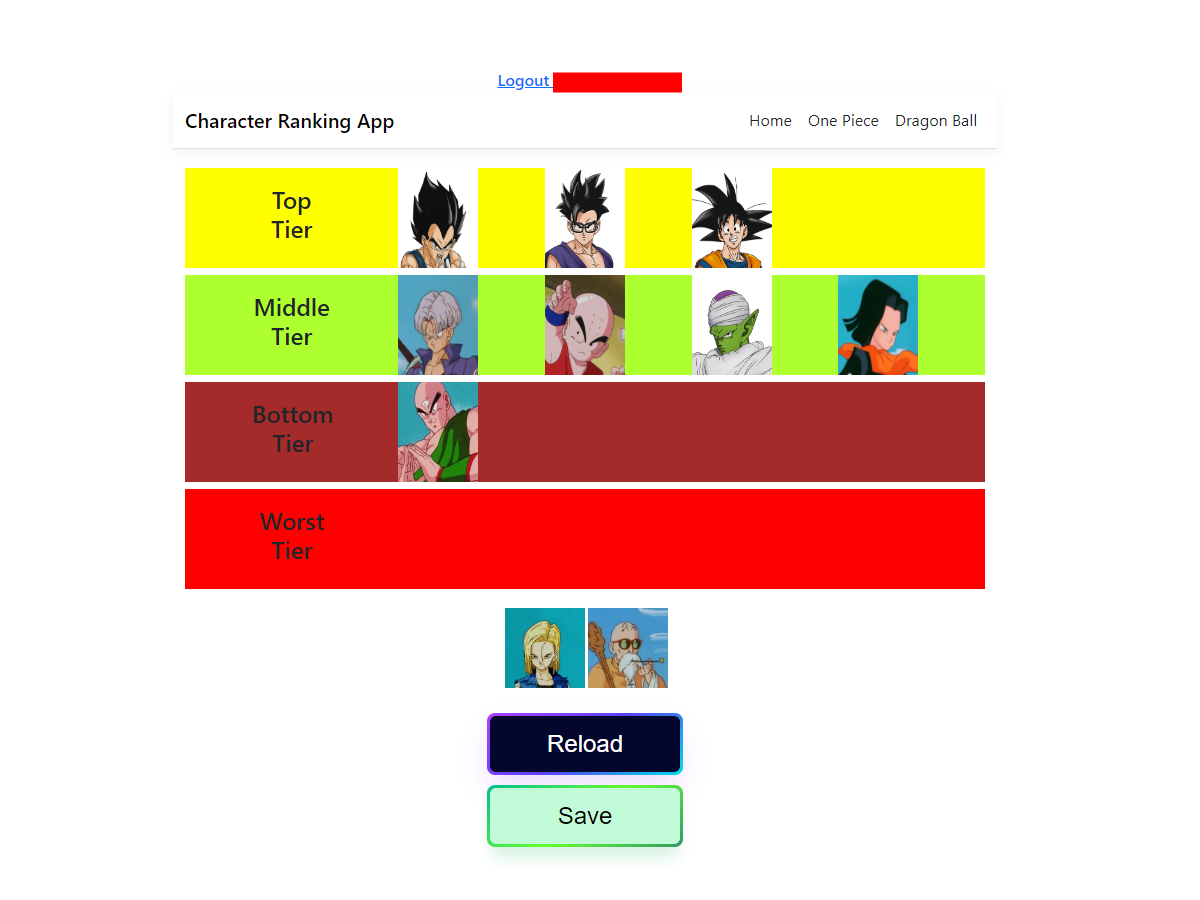 Logout
Character Ranking App
Home One Piece Dragon Ball
Top
Tier
Middle
Tier
Bottom
Tier
Worst
Tier
Reload
Save